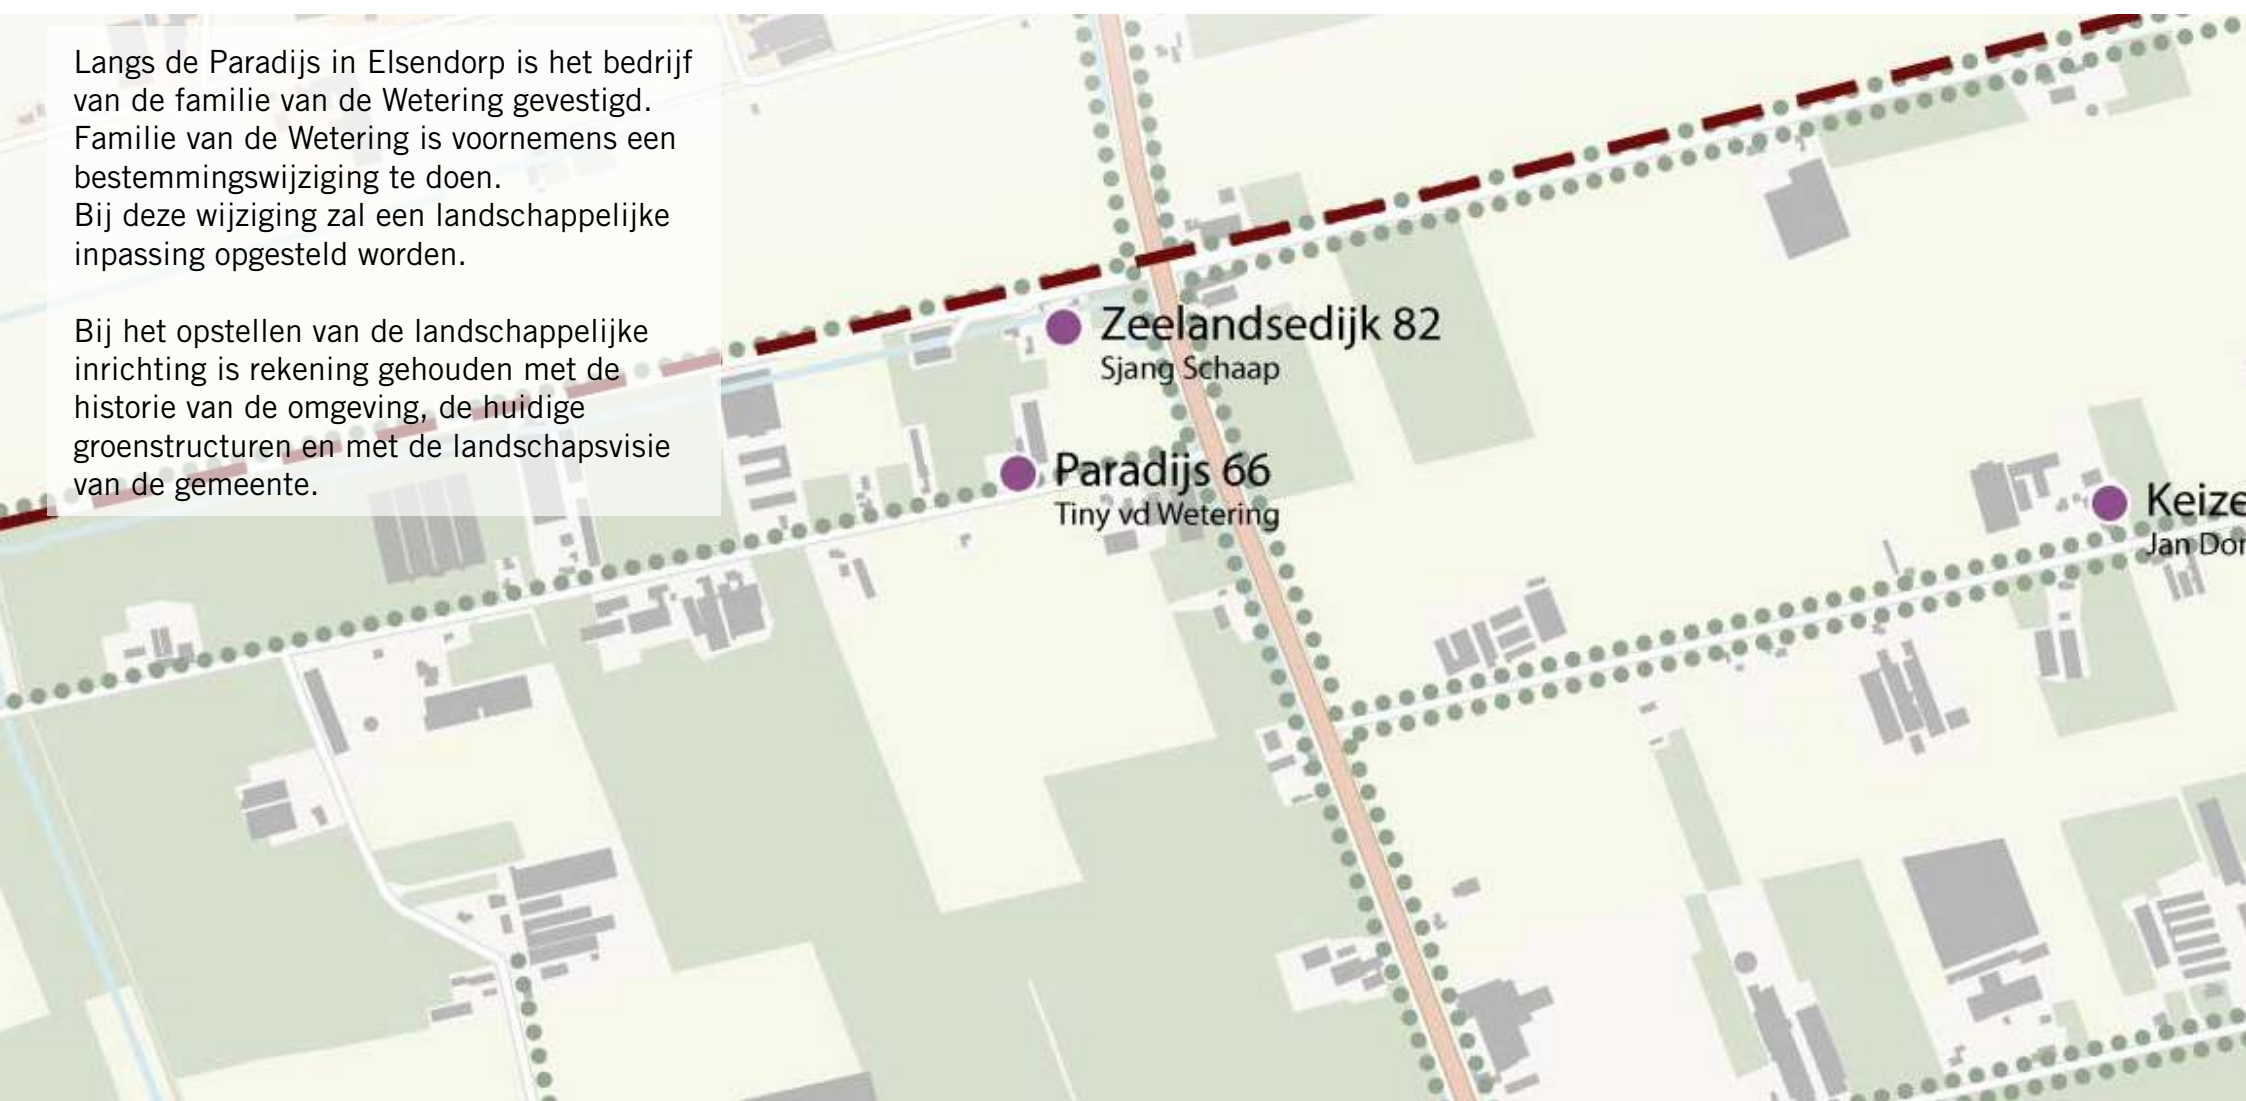 Langs de Paradijs in Elsendorp is het bedrijf
van de familie van de Wetering gevestigd.
Familie van de Wetering is voornemens een
bestemmingswijziging te doen.
Bij deze wijziging zal een landschappelijke
inpassing opgesteld worden.
Bij het opstellen van de landschappelijke
inrichting is rekening gehouden met de
historie van de omgeving, de huidige
groenstructuren en met de landschapsvisie
van de gemeente.
Zeelandsedijk 82
Sjang Schaap
Paradijs 66
Tiny vd Wetering
Keize
Jan Dor